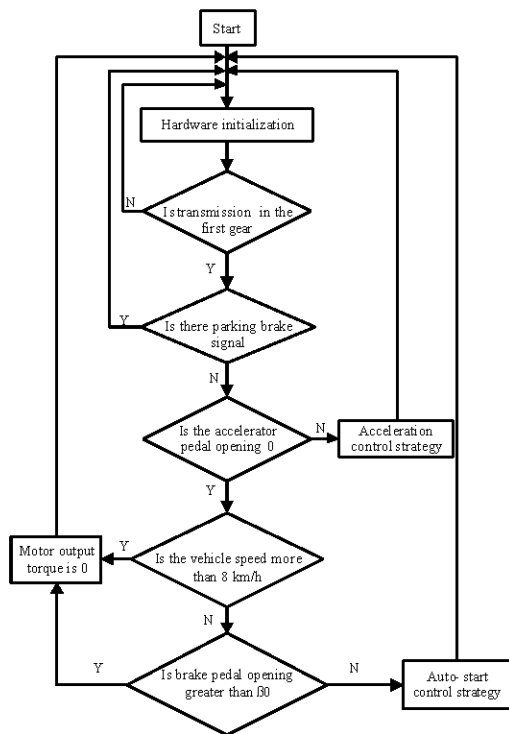 Start
Hardware initialization
N
Is transmission in the
first gear
Y
Y
Is there parking brake
signal
N
Is the accelerator
pedal opening 0
N
Acceleration
control strategy
Y
Motor output
torque is 0
Y
Is the vehicle speed more
than 8 km/h
N
Y
Is brake pedal opening
greater than β0
N
Auto- start
control strategy